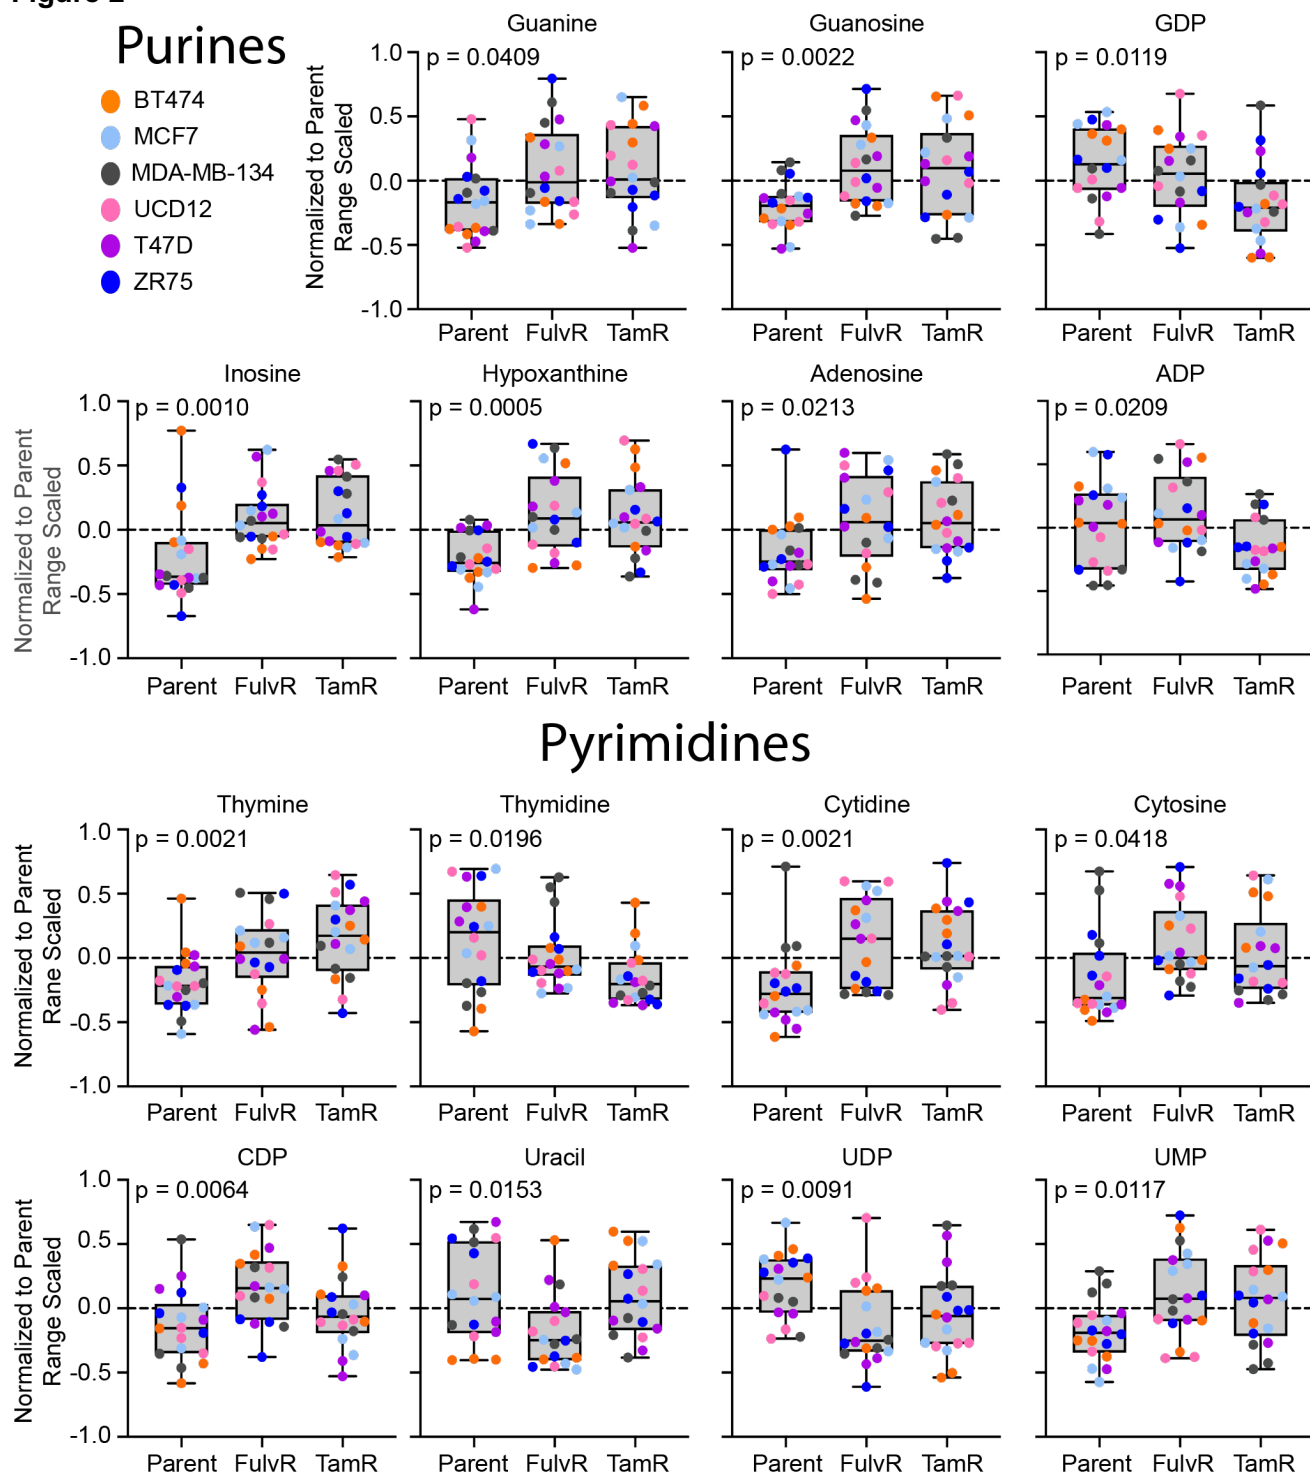 Purines
BT474
MCF7
MDA-MB-134
UCD12
T47D
ZR75
Normalized to Parent
Range Scaled
Guanine
p = 0.0409
1.0
0.5
0.0
-0.5
-1.0
Parent FulvR TamR
Guanosine
p = 0.0022
Parent FulvR TamR
GDP
p = 0.0119
Parent FulvR TamR
Normalized to Parent
Range Scaled
Inosine
p = 0.0010
1.0
0.5
0.0
-0.5
-1.0
Parent FulvR TamR
Hypoxanthine
p = 0.0005
Parent FulvR TamR
Adenosine
p = 0.0213
Parent FulvR TamR
ADP
p = 0.0209
Parent FulvR TamR
Pyrimidines
Normalized to Parent
Rane Scaled
Thymine
p = 0.0021
1.0
0.5
0.0
-0.5
-1.0
Parent FulvR TamR
Thymidine
p = 0.0196
Parent FulvR TamR
Cytidine
p = 0.0021
Parent FulvR TamR
Cytosine
p = 0.0418
Parent FulvR TamR
Normalized to Parent
Range Scaled
CDP
p = 0.0064
1.0
0.5
0.0
-0.5
-1.0
Parent FulvR TamR
Uracil
p = 0.0153
Parent FulvR TamR
UDP
p = 0.0091
Parent FulvR TamR
UMP
p = 0.0117
Parent FulvR TamR